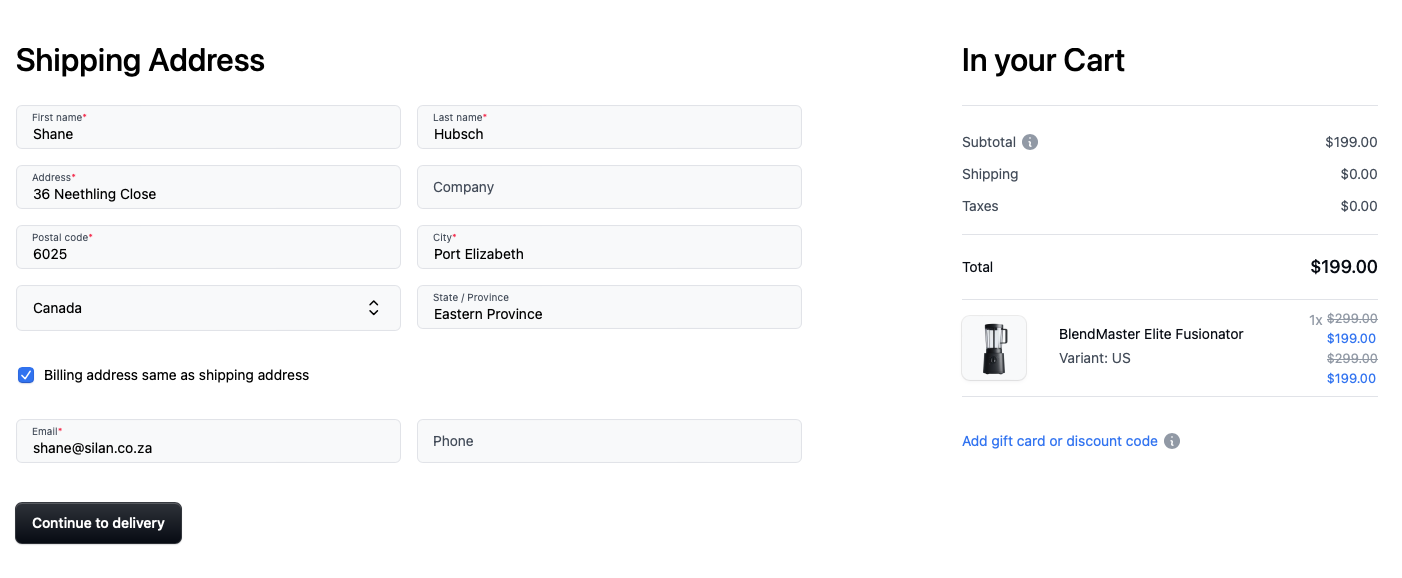 Shipping Address
First name*
Shane
Last name*
Hubsch
Address*
36 Neethling Close
Company
Postal code*
6025
City*
Port Elizabeth
Canada
State / Province
Eastern Province
Billing address same as shipping address
Email*
shane@silan.co.za
Phone
Continue to delivery
In your Cart
Subtotal $199.00
Shipping $0.00
Taxes $0.00
Total $199.00
BlendMaster Elite Fusionator
Variant: US
1x $299.00
$199.00
$299.00
$199.00
Add gift card or discount code